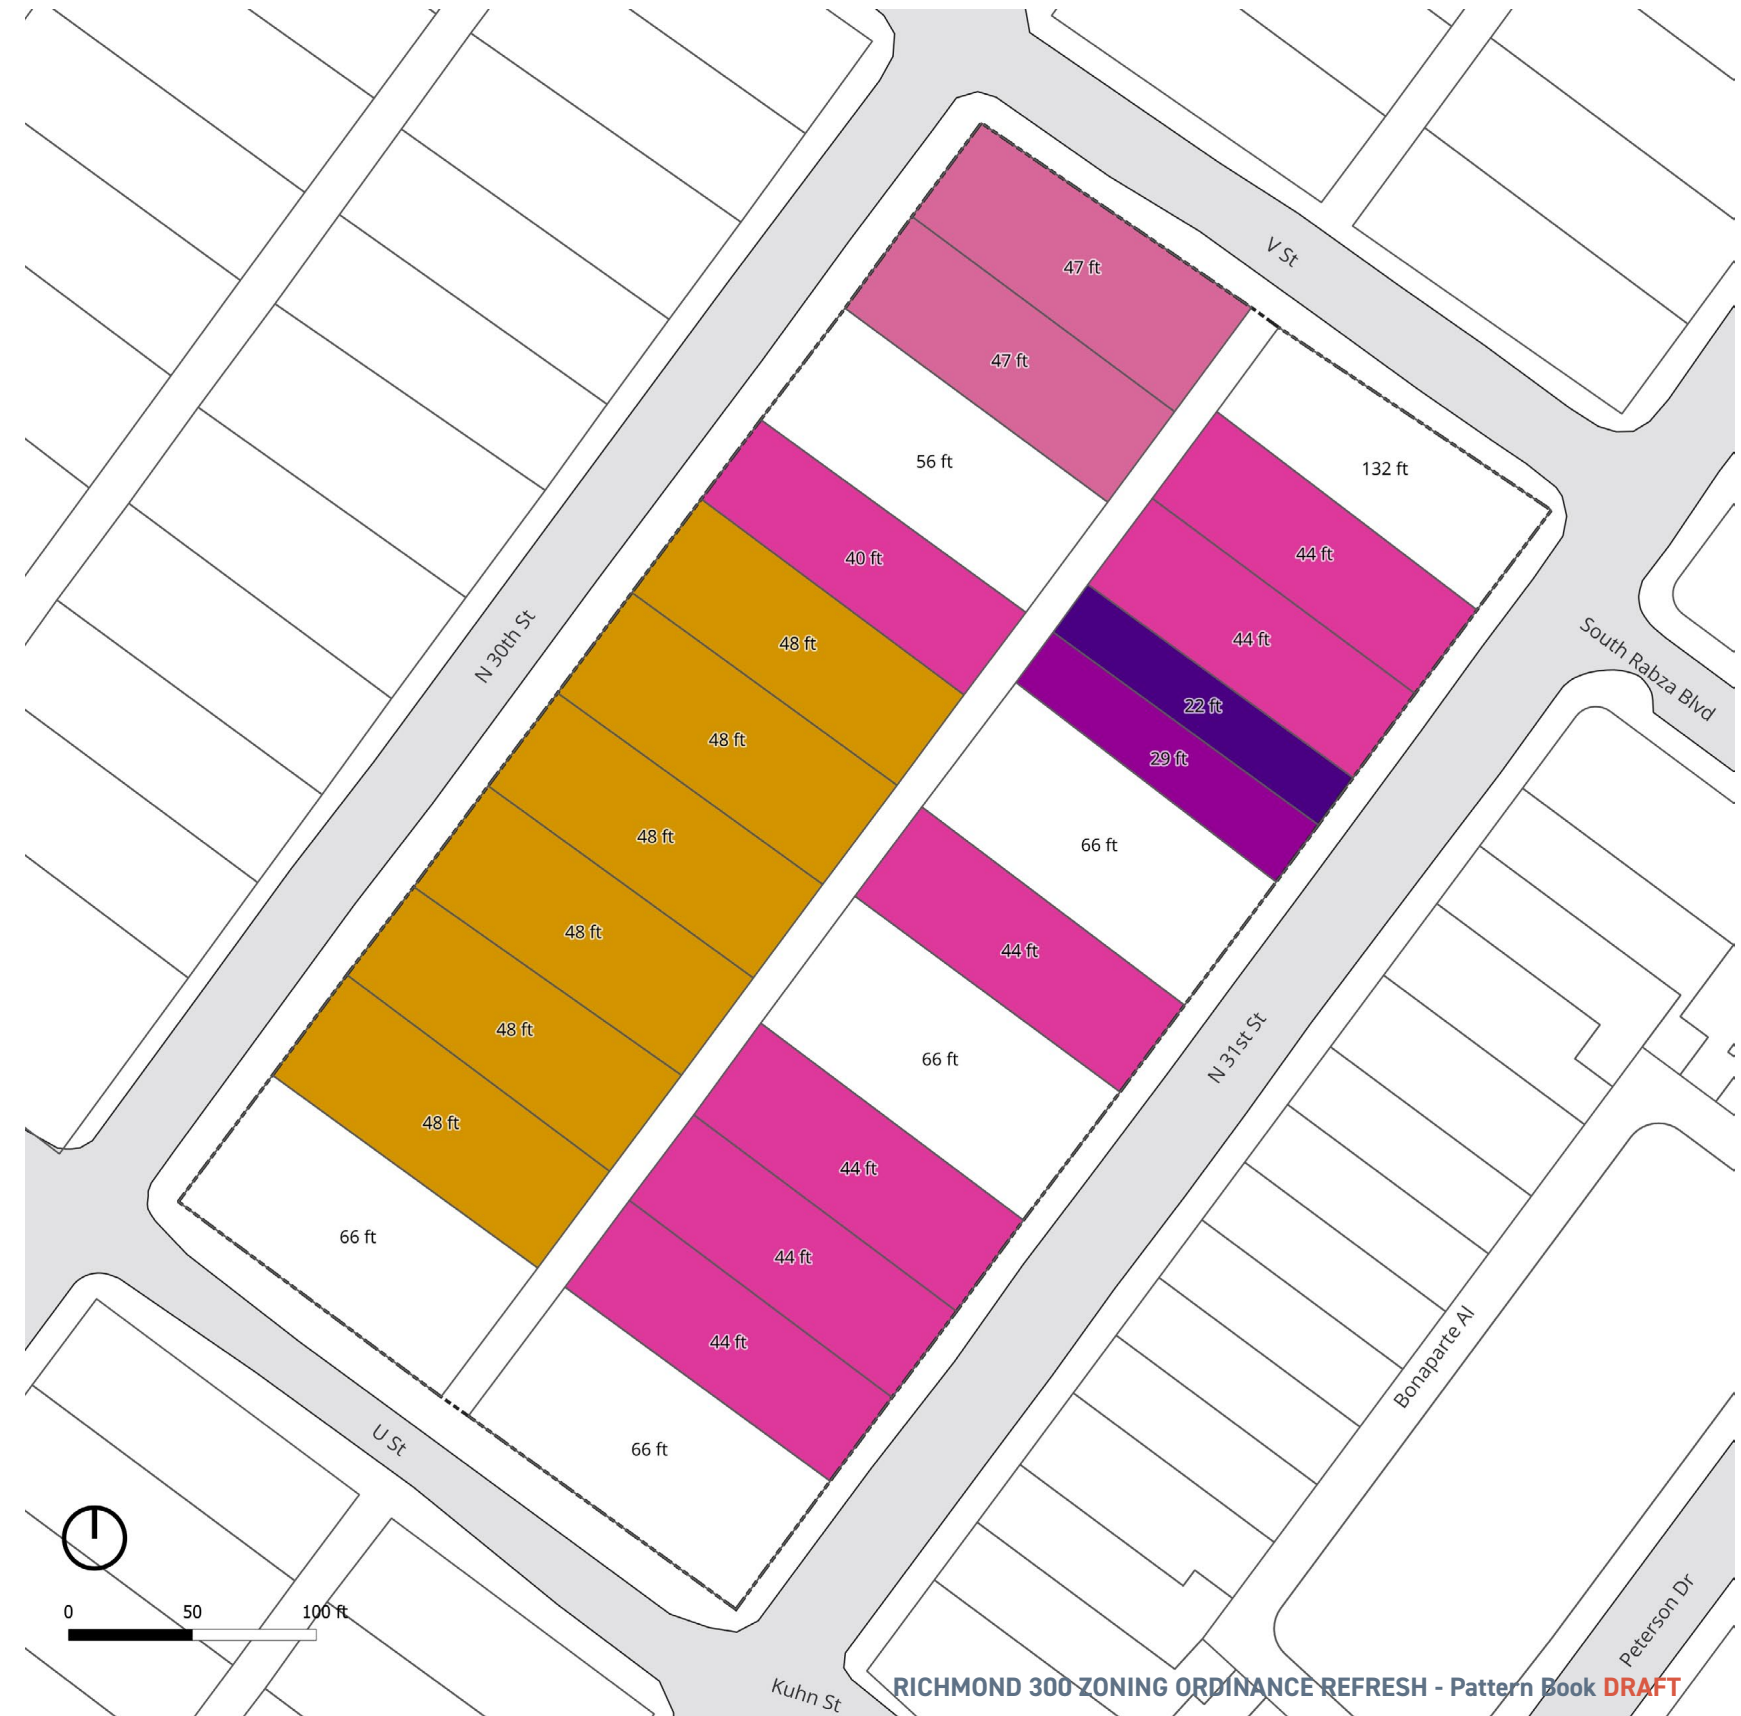 V St
47 ft
47 ft
56 ft
132 ft
40 ft
44 ft
N 30th St
48 ft
44 ft
South Rabza Blvd
22 ft
48 ft
29 ft
48 ft
66 ft
48 ft
44 ft
48 ft
N 31st St
66 ft
48 ft
44 ft
66 ft
44 ft
44 ft
Bonaparte Al
U St
66 ft
0 50 100 ft
Peterson Dr
Kuhn St
RICHMOND 300 ZONING ORDINANCE REFRESH - Pattern Book DRAFT